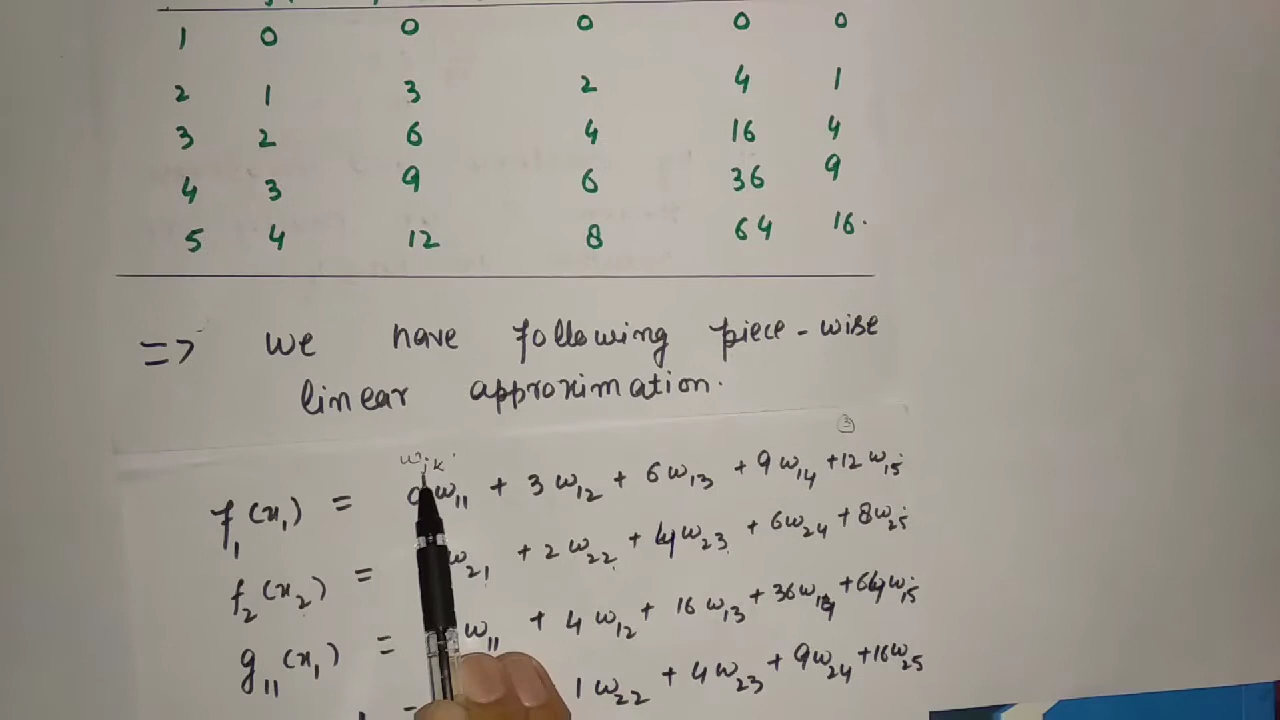 1 0 0 0 0 0
2 1 3 2 4 1
3 2 6 4 16 4
4 3 9 6 36 9
5 4 12 8 64 16.
=> we have following piece-wise
linear approximation.
③
wjk
f₁(x₁) = 0w₁₁ + 3w₁₂ + 6w₁₃ + 9w₁₄ + 12w₁₅
f₂(x₂) = w₂₁ + 2w₂₂ + 4w₂₃ + 6w₂₄ + 8w₂₅
g₁₁(x₁) = w₁₁ + 4w₁₂ + 16w₁₃ + 36w₁₄ + 64w₁₅
1w₂₂ + 4w₂₃ + 9w₂₄ + 16w₂₅